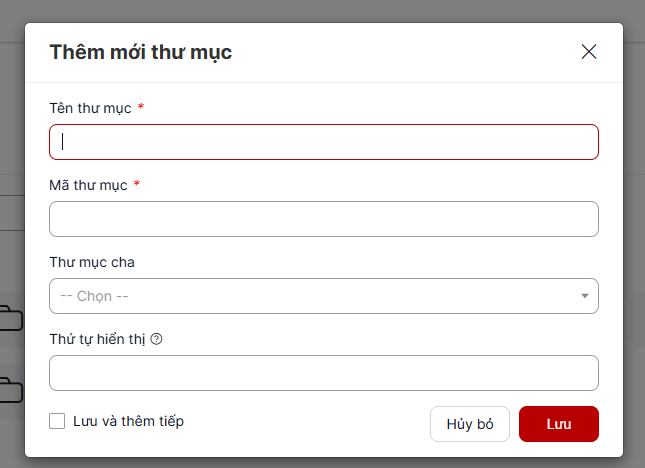 Thêm mới thư mục
Tên thư mục *
Mã thư mục *
Thư mục cha
-- Chọn --
Thứ tự hiển thị ?
Lưu và thêm tiếp
Hủy bỏ
Lưu